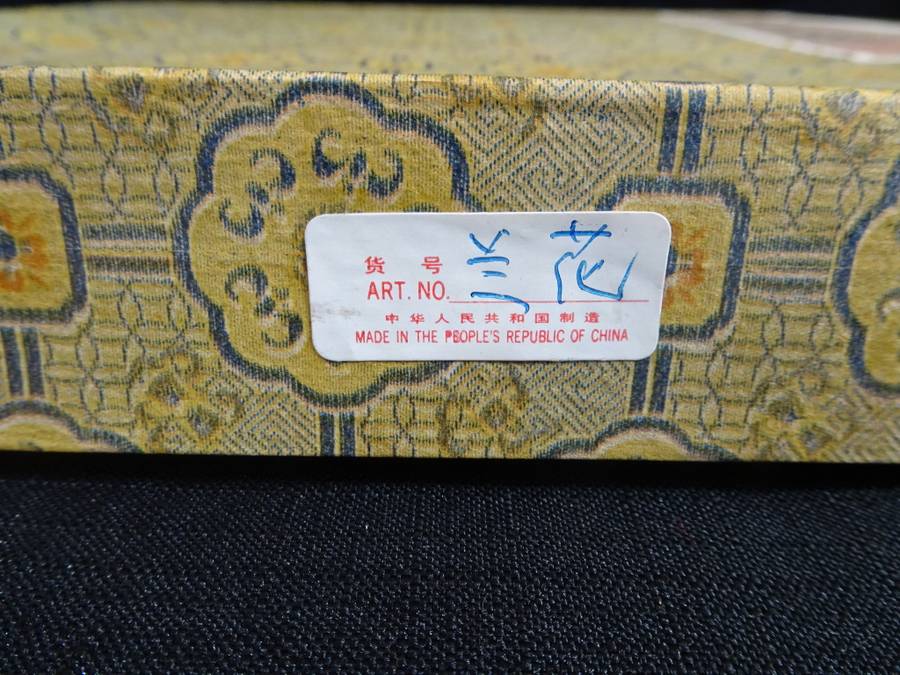 货号 兰花
ART. NO.
中华人民共和国制造
MADE IN THE PEOPLE'S REPUBLIC OF CHINA